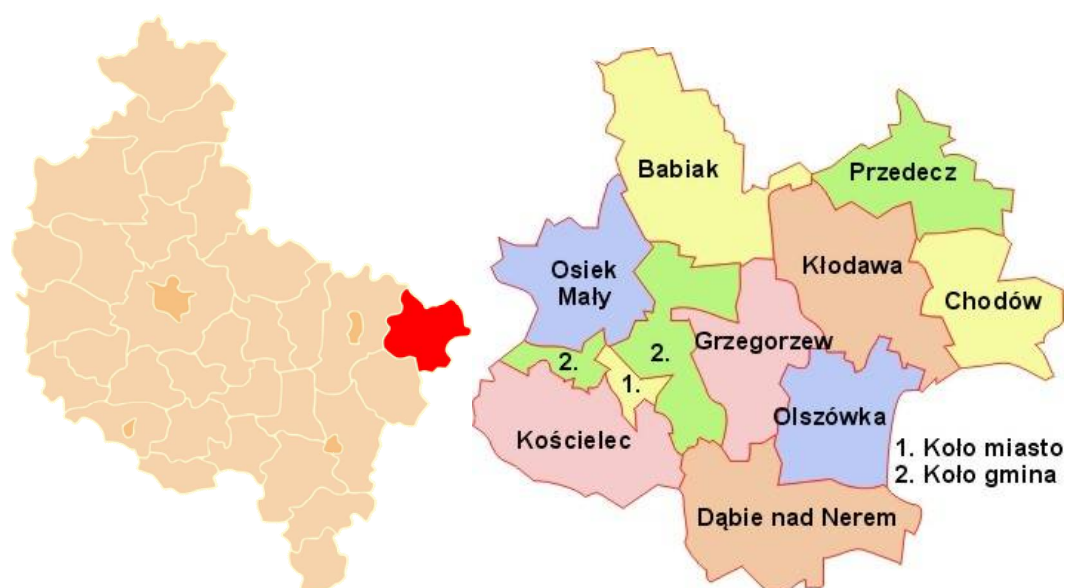 Babiak
Przedecz
Osiek
Mały
Kłodawa
Chodów
Grzegorzew
2.
2.
1.
Olszówka
Kościelec
1. Koło miasto
2. Koło gmina
Dąbie nad Nerem